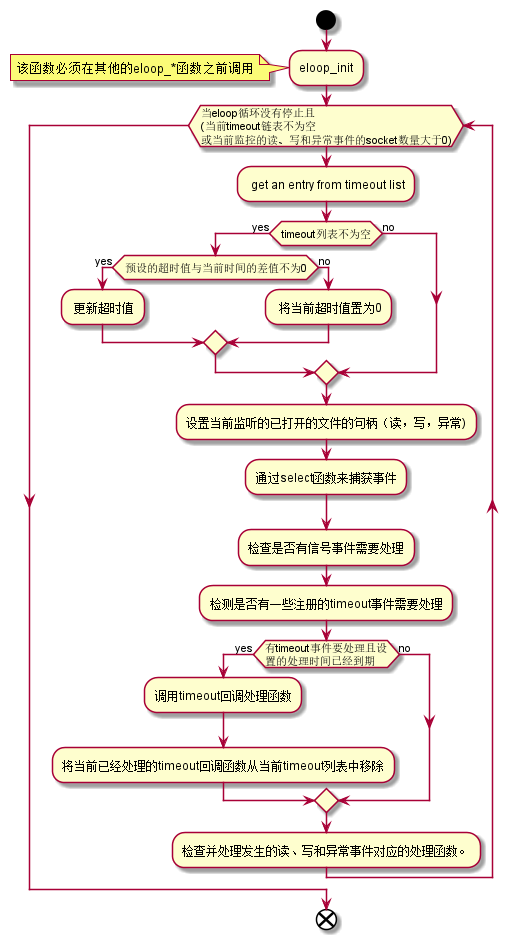 该函数必须在其他的eloop_*函数之前调用
eloop_init
当eloop循环没有停止且
(当前timeout链表不为空
或当前监控的读、写和异常事件的socket数量大于0)
get an entry from timeout list
yes
timeout列表不为空
no
yes
预设的超时值与当前时间的差值不为0
no
更新超时值
将当前超时值置为0
设置当前监听的已打开的文件的句柄（读，写，异常)
通过select函数来捕获事件
检查是否有信号事件需要处理
检测是否有一些注册的timeout事件需要处理
yes
有timeout事件要处理且设
置的处理时间已经到期
no
调用timeout回调处理函数
将当前已经处理的timeout回调函数从当前timeout列表中移除
检查并处理发生的读、写和异常事件对应的处理函数。